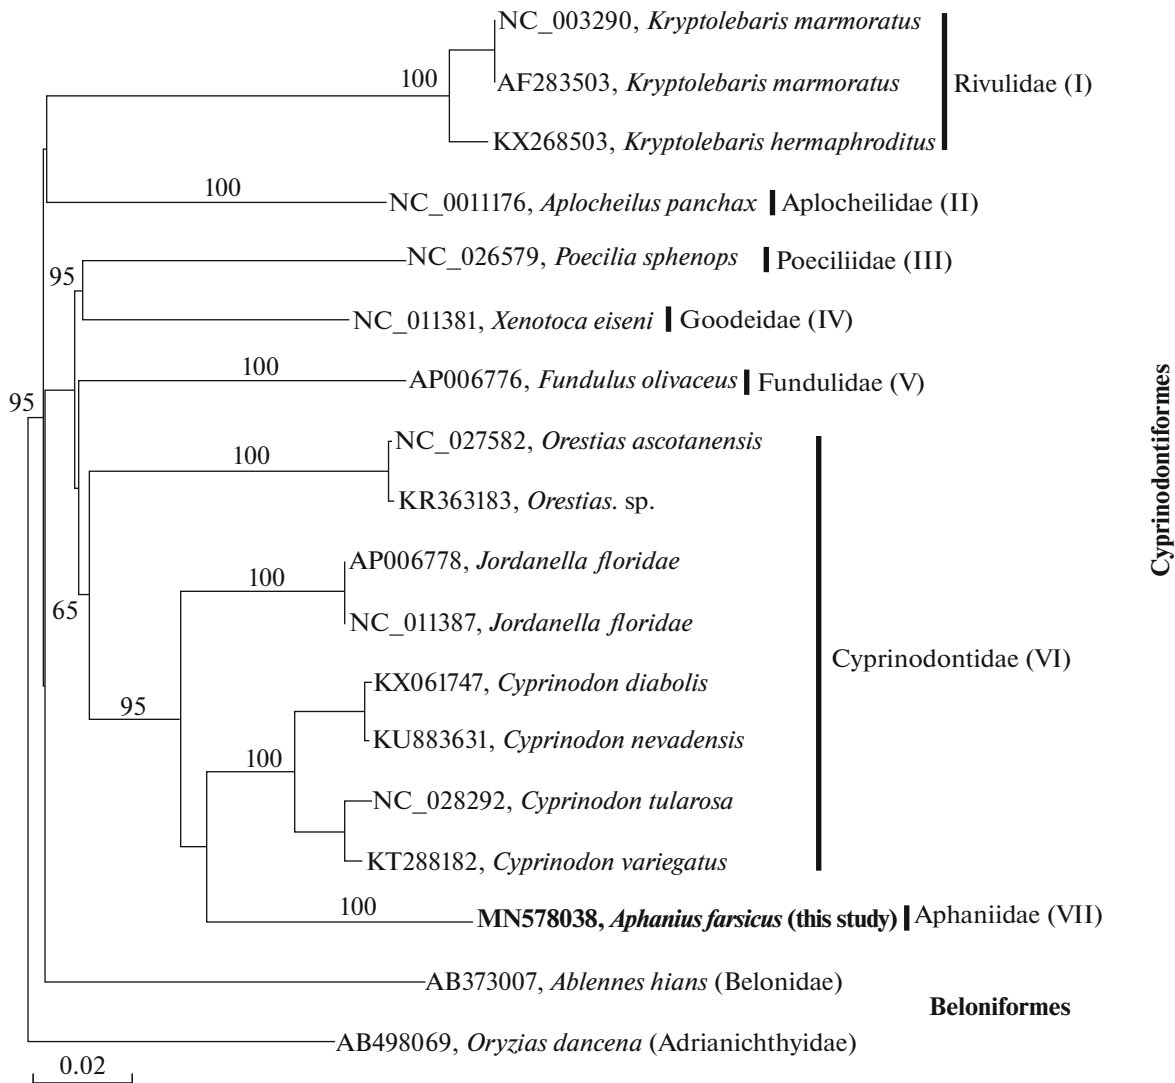 NC_003290, Kryptolebaris marmoratus
100
AF283503, Kryptolebaris marmoratus
Rivulidae (I)
KX268503, Kryptolebaris hermaphroditus
100
NC_0011176, Aplocheilus panchax
Aplocheilidae (II)
95
NC_026579, Poecilia sphenops
Poeciliidae (III)
NC_011381, Xenotoca eiseni
Goodeidae (IV)
100
AP006776, Fundulus olivaceus
Fundulidae (V)
95
NC_027582, Orestias ascotanensis
100
KR363183, Orestias. sp.
Cyprinodontiformes
AP006778, Jordanella floridae
100
65
NC_011387, Jordanella floridae
Cyprinodontidae (VI)
KX061747, Cyprinodon diabolis
95
KU883631, Cyprinodon nevadensis
100
NC_028292, Cyprinodon tularosa
KT288182, Cyprinodon variegatus
100
MN578038, Aphanius farsicus (this study)
Aphaniidae (VII)
AB373007, Ablennes hians (Belonidae)
Beloniformes
AB498069, Oryzias dancena (Adrianichthyidae)
0.02